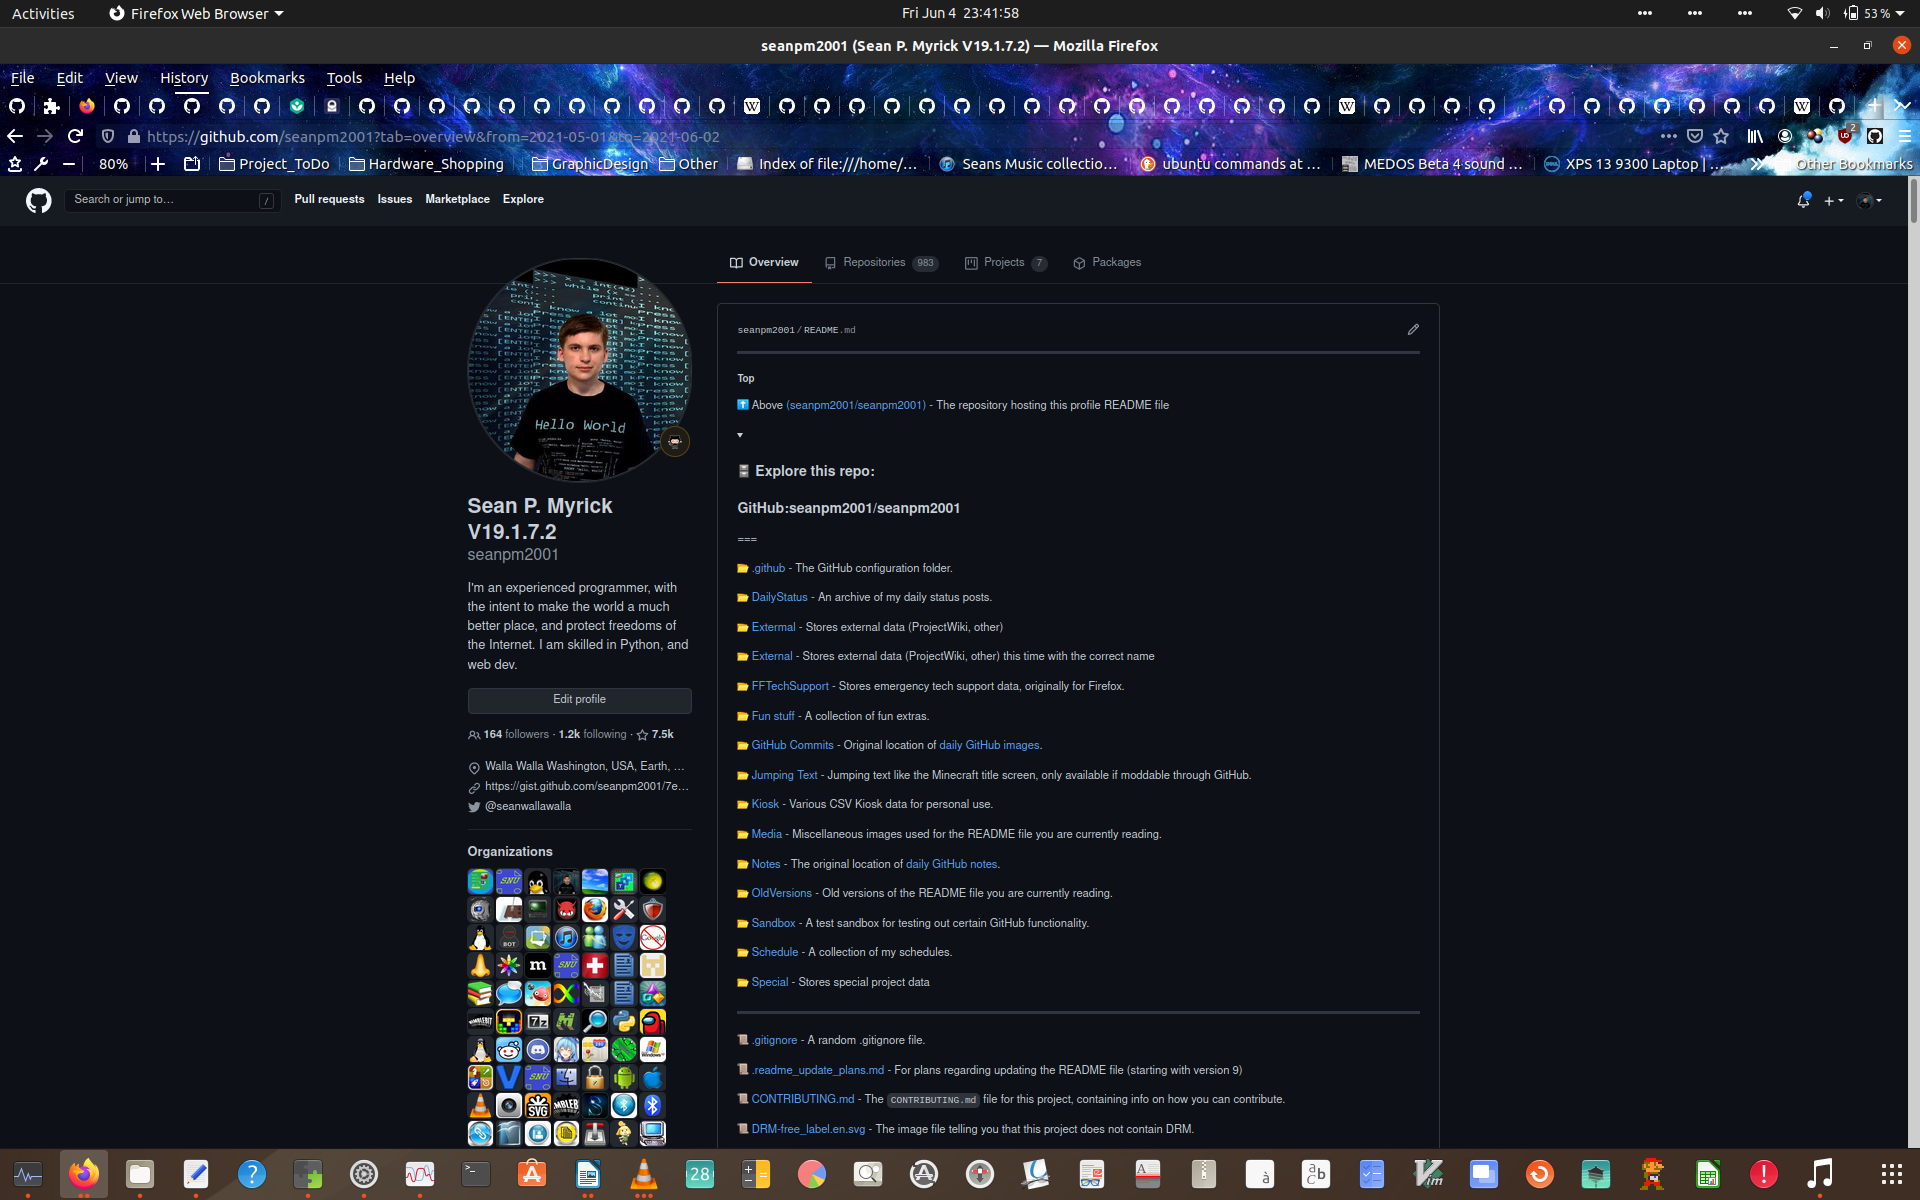 Activities
Firefox Web Browser
Fri Jun 4 23:41:58
53 %
seanpm2001 (Sean P. Myrick V19.1.7.2) — Mozilla Firefox
File Edit View History Bookmarks Tools Help
https://github.com/seanpm2001?tab=overview&from=2021-05-01&to=2021-06-02
2
80%
Project_ToDo
Hardware_Shopping
GraphicDesign
Other
Index of file:///home/…
Seans Music collectio…
ubuntu commands at …
MEDOS Beta 4 sound …
XPS 13 9300 Laptop | …
Other Bookmarks
Search or jump to…
/
Pull requests Issues Marketplace Explore
Overview
Repositories 983
Projects 7
Packages
Hello World
Sean P. Myrick
V19.1.7.2
seanpm2001
I'm an experienced programmer, with
the intent to make the world a much
better place, and protect freedoms of
the Internet. I am skilled in Python, and
web dev.
Edit profile
164 followers · 1.2k following · 7.5k
Walla Walla Washington, USA, Earth, …
https://gist.github.com/seanpm2001/7e…
@seanwallawalla
Organizations
seanpm2001/README.md
Top
Above (seanpm2001/seanpm2001) - The repository hosting this profile README file
Explore this repo:
GitHub:seanpm2001/seanpm2001
===
.github - The GitHub configuration folder.
DailyStatus - An archive of my daily status posts.
Extermal - Stores external data (ProjectWiki, other)
External - Stores external data (ProjectWiki, other) this time with the correct name
FFTechSupport - Stores emergency tech support data, originally for Firefox.
Fun stuff - A collection of fun extras.
GitHub Commits - Original location of daily GitHub images.
Jumping Text - Jumping text like the Minecraft title screen, only available if moddable through GitHub.
Kiosk - Various CSV Kiosk data for personal use.
Media - Miscellaneous images used for the README file you are currently reading.
Notes - The original location of daily GitHub notes.
OldVersions - Old versions of the README file you are currently reading.
Sandbox - A test sandbox for testing out certain GitHub functionality.
Schedule - A collection of my schedules.
Special - Stores special project data
.gitignore - A random .gitignore file.
.readme_update_plans.md - For plans regarding updating the README file (starting with version 9)
CONTRIBUTING.md - The CONTRIBUTING.md file for this project, containing info on how you can contribute.
DRM-free_label.en.svg - The image file telling you that this project does not contain DRM.
28